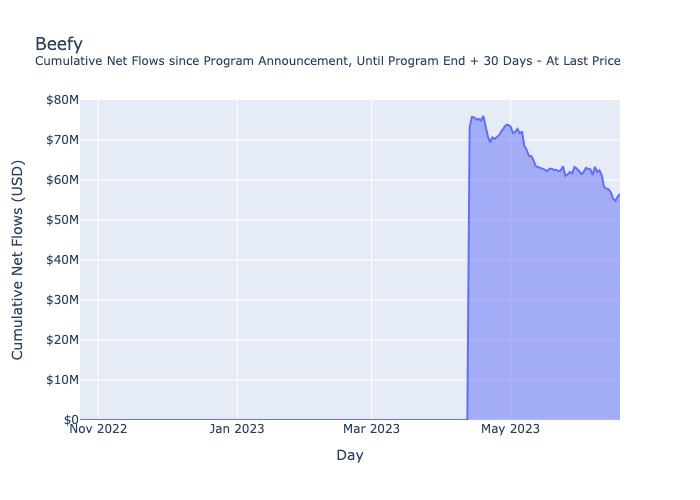 Beefy
Cumulative Net Flows since Program Announcement, Until Program End + 30 Days - At Last Price
$80M
$70M
$60M
$50M
$40M
$30M
$20M
$10M
$0
Cumulative Net Flows (USD)
Nov 2022 Jan 2023 Mar 2023 May 2023
Day